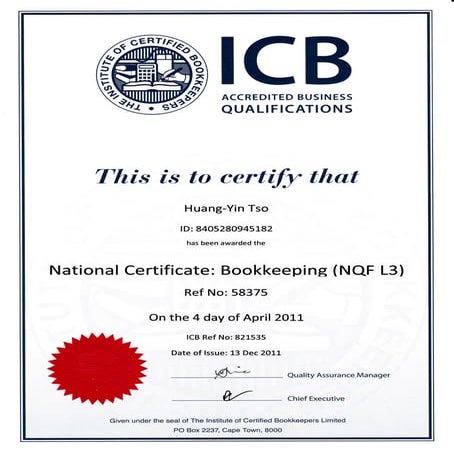 THE INSTITUTE OF CERTIFIED BOOKKEEPERS
ICB
ACCREDITED BUSINESS
QUALIFICATIONS
This is to certify that
Huang-Yin Tso
ID: 8405280945182
has been awarded the
National Certificate: Bookkeeping (NQF L3)
Ref No: 58375
On the 4 day of April 2011
ICB Ref No: 821535
Date of Issue: 13 Dec 2011
Quality Assurance Manager
Chief Executive
Given under the seal of The Institute of Certified Bookkeepers Limited
PO Box 2237, Cape Town, 8000